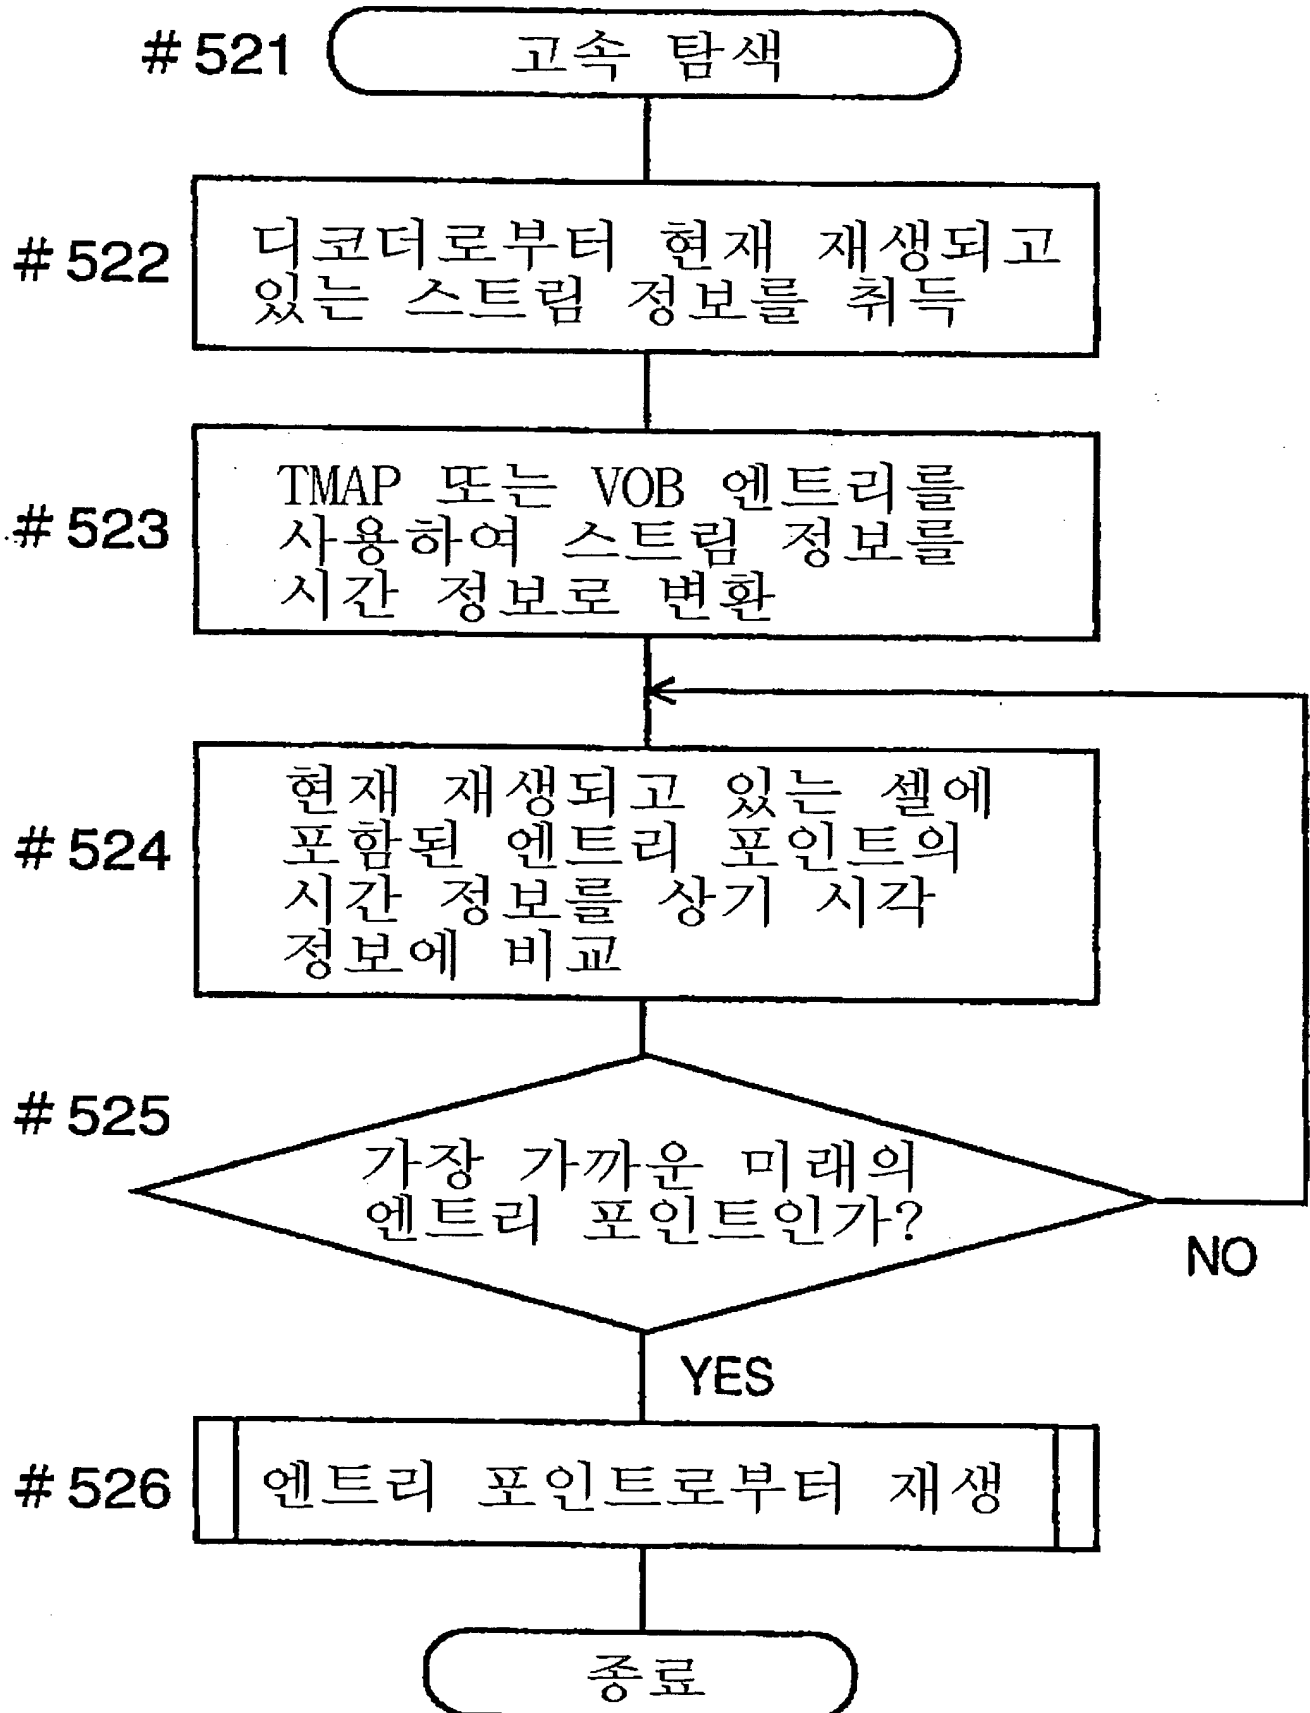 #521 고속 탐색
#522
디코더로부터 현재 재생되고
있는 스트림 정보를 취득
#523
TMAP 또는 VOB 엔트리를
사용하여 스트림 정보를
시간 정보로 변환
#524
현재 재생되고 있는 셀에
포함된 엔트리 포인트의
시간 정보를 상기 시각
정보에 비교
#525
가장 가까운 미래의
엔트리 포인트인가?
NO
YES
#526 엔트리 포인트로부터 재생
종료